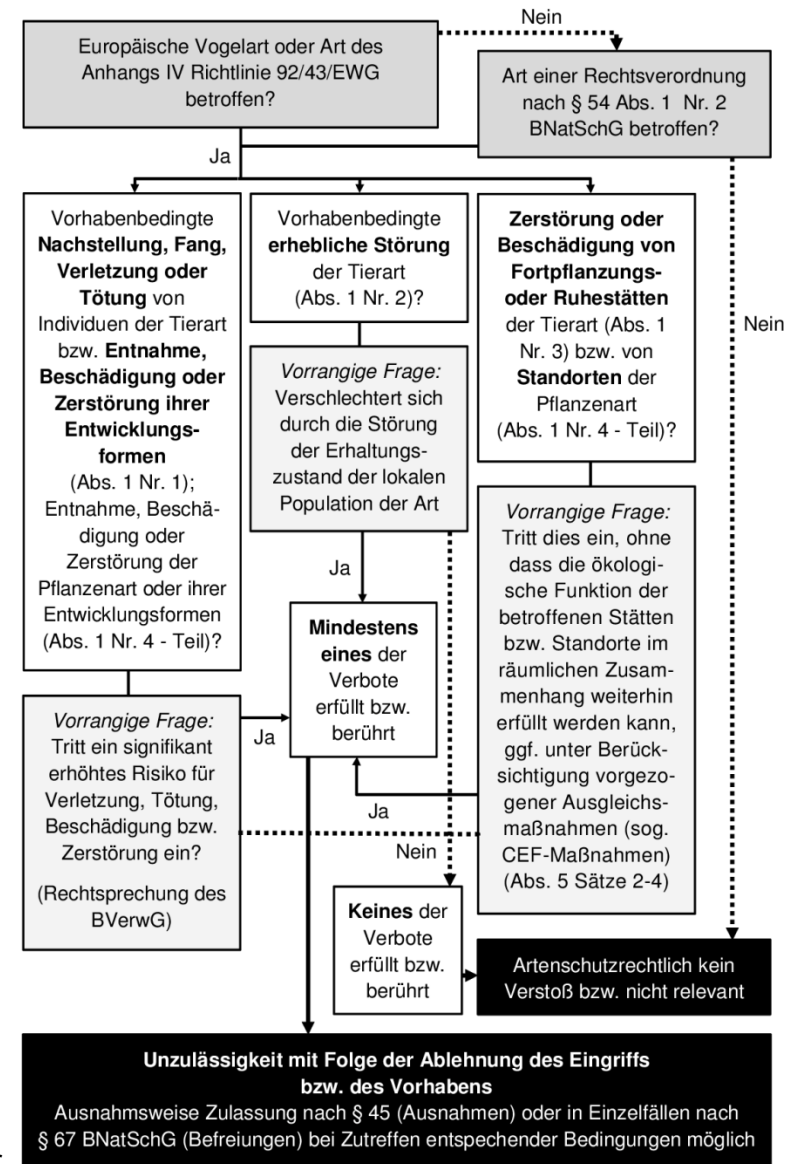 Nein
Europäische Vogelart oder Art des
Anhangs IV Richtlinie 92/43/EWG
betroffen?
Art einer Rechtsverordnung
nach § 54 Abs. 1 Nr. 2
BNatSchG betroffen?
Ja
Vorhabenbedingte
Nachstellung, Fang,
Verletzung oder
Tötung von
Individuen der Tierart
bzw. Entnahme,
Beschädigung oder
Zerstörung ihrer
Entwicklungs-
formen
(Abs. 1 Nr. 1);
Entnahme, Beschä-
digung oder
Zerstörung der
Pflanzenart oder ihrer
Entwicklungsformen
(Abs. 1 Nr. 4 - Teil)?
Vorhabenbedingte
erhebliche Störung
der Tierart
(Abs. 1 Nr. 2)?
Zerstörung oder
Beschädigung von
Fortpflanzungs-
oder Ruhestätten
der Tierart (Abs. 1
Nr. 3) bzw. von
Standorten der
Pflanzenart
(Abs. 1 Nr. 4 - Teil)?
Nein
Vorrangige Frage:
Verschlechtert sich
durch die Störung
der Erhaltungs-
zustand der lokalen
Population der Art
Vorrangige Frage:
Tritt dies ein, ohne
dass die ökologi-
sche Funktion der
betroffenen Stätten
bzw. Standorte im
räumlichen Zusam-
menhang weiterhin
erfüllt werden kann,
ggf. unter Berück-
sichtigung vorgezo-
gener Ausgleichs-
maßnahmen (sog.
CEF-Maßnahmen)
(Abs. 5 Sätze 2-4)
Ja
Mindestens
eines der
Verbote
erfüllt bzw.
berührt
Vorrangige Frage:
Tritt ein signifikant
erhöhtes Risiko für
Verletzung, Tötung,
Beschädigung bzw.
Zerstörung ein?
(Rechtsprechung des
BVerwG)
Ja
Ja
Nein
Keines der
Verbote
erfüllt bzw.
berührt
Artenschutzrechtlich kein
Verstoß bzw. nicht relevant
Unzulässigkeit mit Folge der Ablehnung des Eingriffs
bzw. des Vorhabens
Ausnahmsweise Zulassung nach § 45 (Ausnahmen) oder in Einzelfällen nach
§ 67 BNatSchG (Befreiungen) bei Zutreffen entspechender Bedingungen möglich